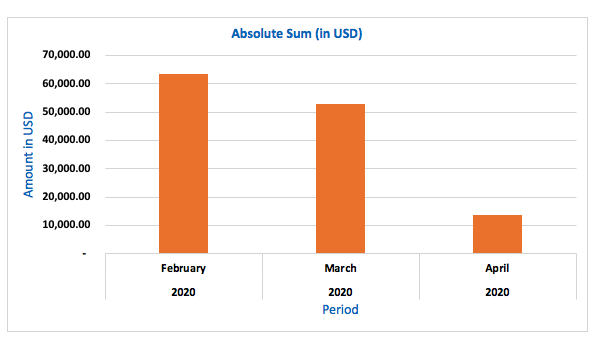 Absolute Sum (in USD)
70,000.00
60,000.00
50,000.00
40,000.00
30,000.00
20,000.00
10,000.00
-
Amount in USD
February March April
2020 2020 2020
Period